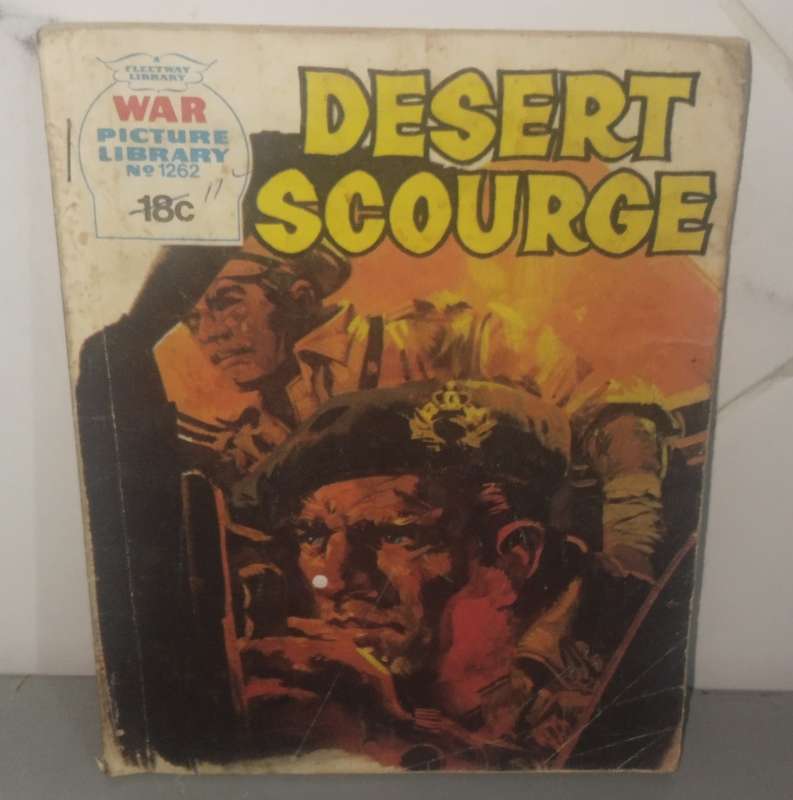 A
FLEETWAY
LIBRARY
WAR
PICTURE
LIBRARY
Nº 1262
18c
DESERT
SCOURGE